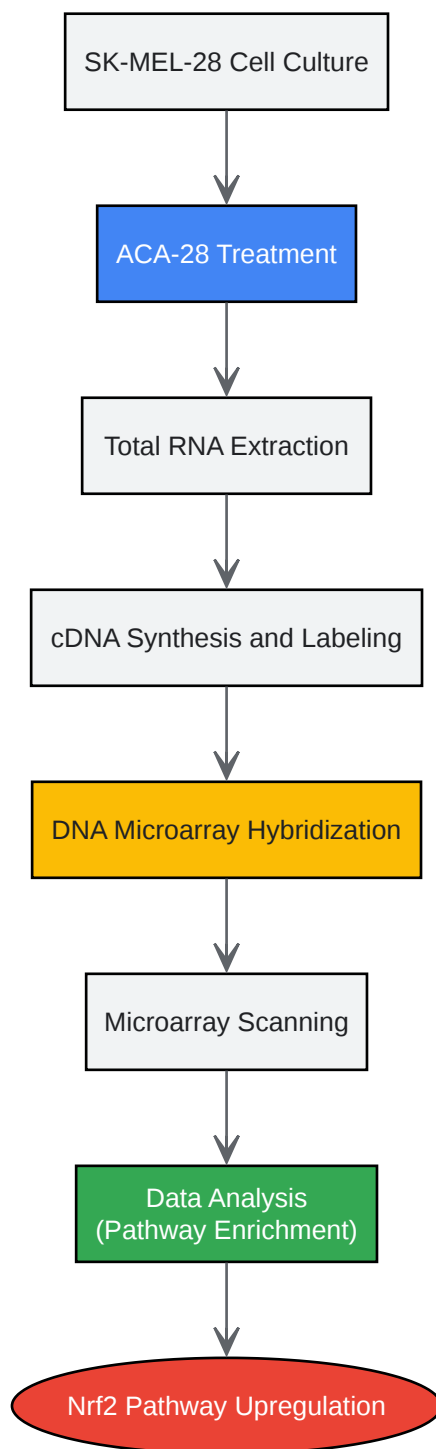 SK-MEL-28 Cell Culture
ACA-28 Treatment
Total RNA Extraction
cDNA Synthesis and Labeling
DNA Microarray Hybridization
Microarray Scanning
Data Analysis
(Pathway Enrichment)
Nrf2 Pathway Upregulation